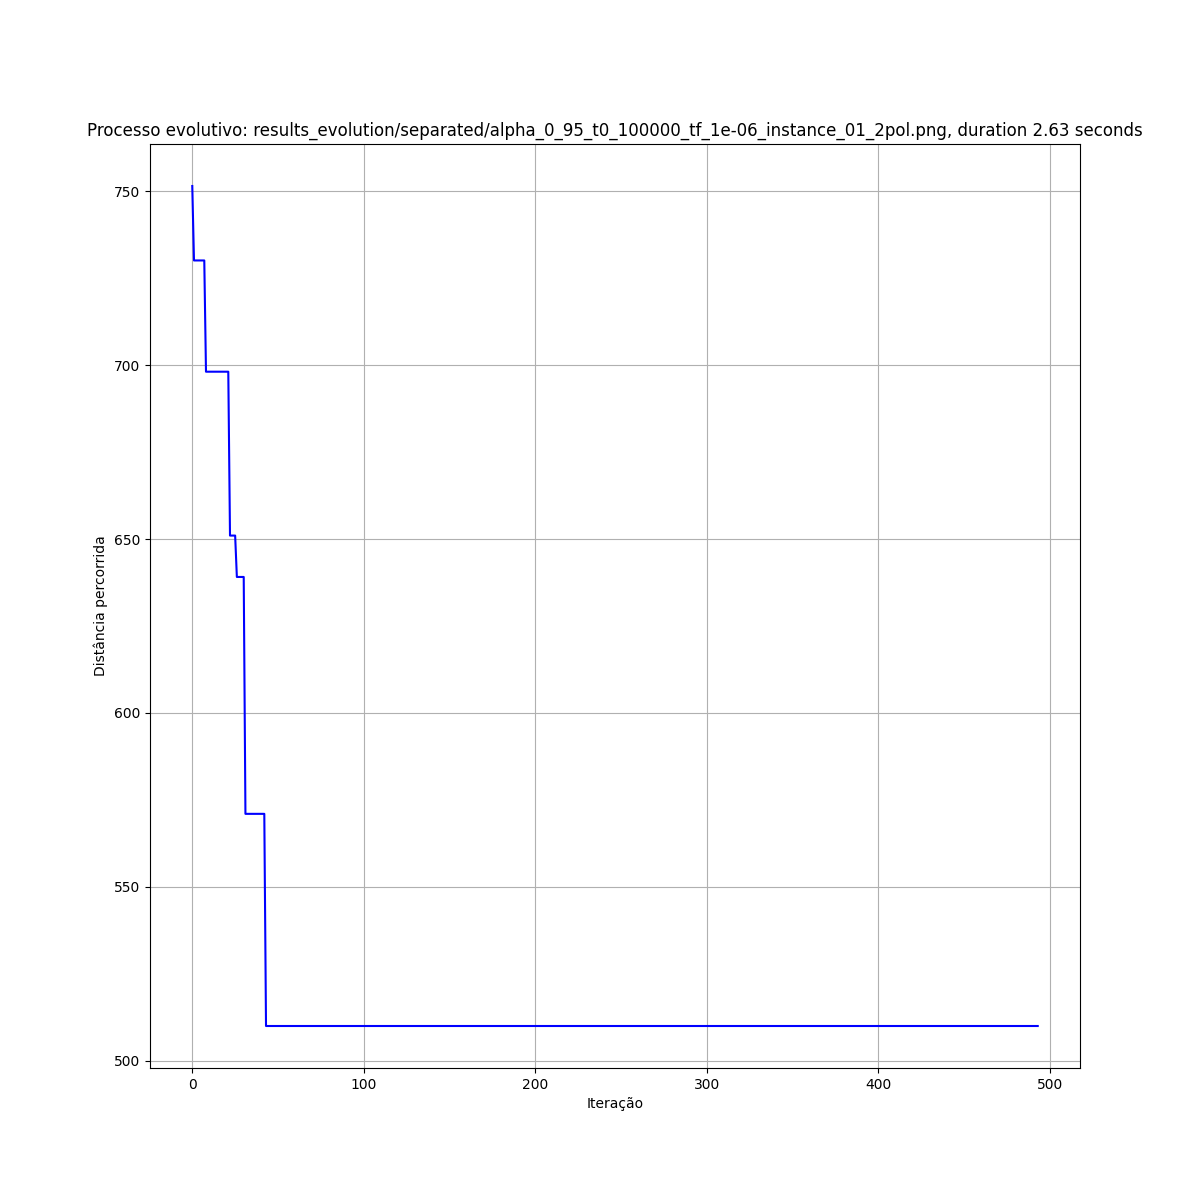 Processo evolutivo: results_evolution/separated/alpha_0_95_t0_100000_tf_1e-06_instance_01_2pol.png, duration 2.63 seconds
750
700
650
600
550
500
Distância percorrida
0 100 200 300 400 500
Iteração